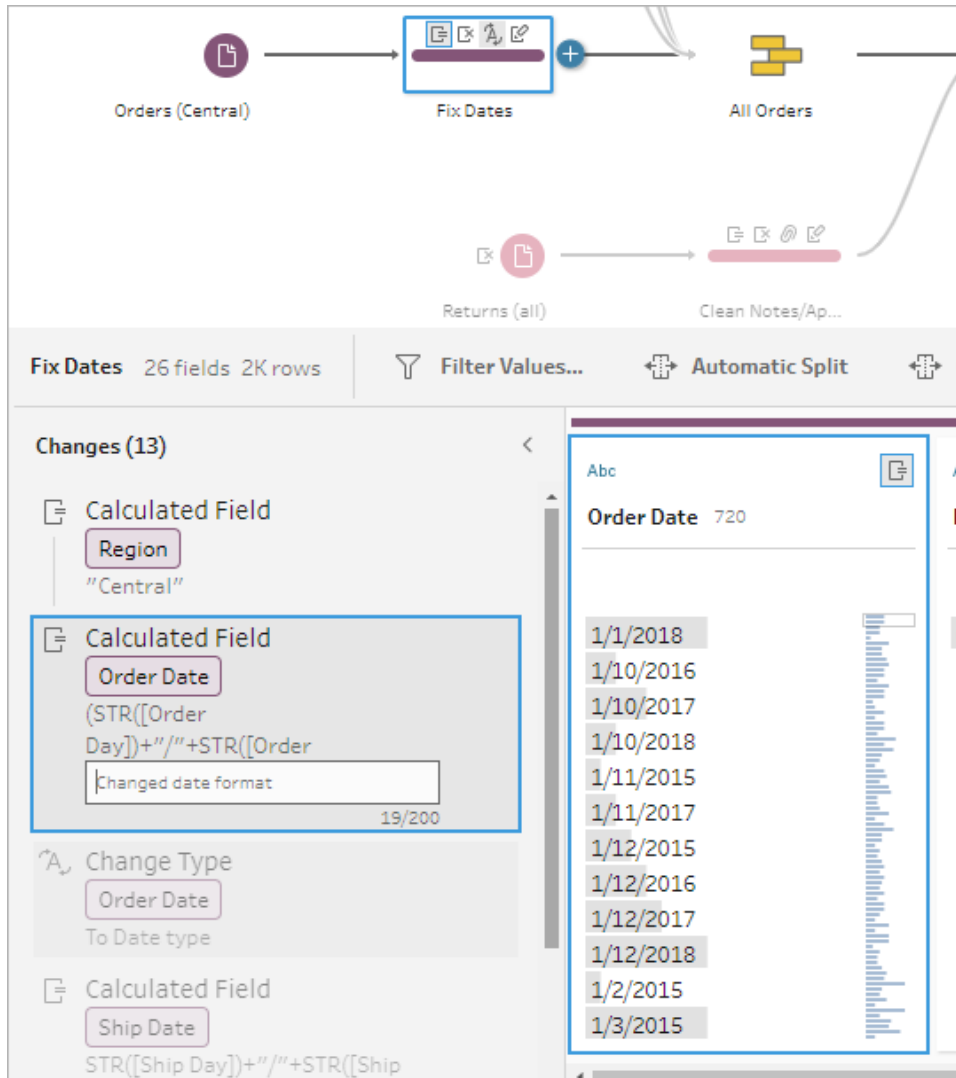 Orders (Central)
Fix Dates
All Orders
Returns (all)
Clean Notes/Ap...
Fix Dates 26 fields 2K rows
Filter Values...
Automatic Split
Changes (13)
Calculated Field
Region
"Central"
Calculated Field
Order Date
(STR([Order
Day])+"/"+STR([Order
Changed date format
19/200
Change Type
Order Date
To Date type
Calculated Field
Ship Date
STR([Ship Day])+"/"+STR([Ship
Abc
Order Date 720
1/1/2018
1/10/2016
1/10/2017
1/10/2018
1/11/2015
1/11/2017
1/12/2015
1/12/2016
1/12/2017
1/12/2018
1/2/2015
1/3/2015